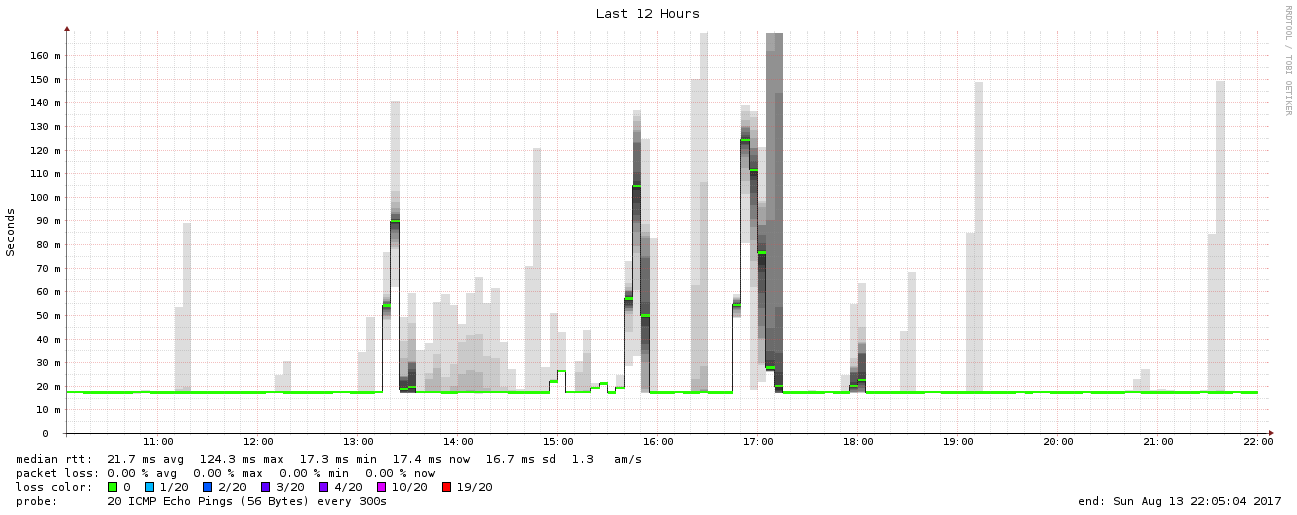 Last 12 Hours
RRDTOOL / TOBI OETIKER
Seconds
160 m
150 m
140 m
130 m
120 m
110 m
100 m
90 m
80 m
70 m
60 m
50 m
40 m
30 m
20 m
10 m
0
11:00 12:00 13:00 14:00 15:00 16:00 17:00 18:00 19:00 20:00 21:00 22:00
median rtt: 21.7 ms avg 124.3 ms max 17.3 ms min 17.4 ms now 16.7 ms sd 1.3 am/s
packet loss: 0.00 % avg 0.00 % max 0.00 % min 0.00 % now
loss color: 0 1/20 2/20 3/20 4/20 10/20 19/20
probe: 20 ICMP Echo Pings (56 Bytes) every 300s end: Sun Aug 13 22:05:04 2017